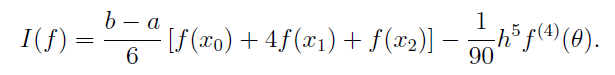 I(f) = \frac{b - a}{6} [f(x_0) + 4f(x_1) + f(x_2)] - \frac{1}{90} h^5 f^{(4)}(\theta).